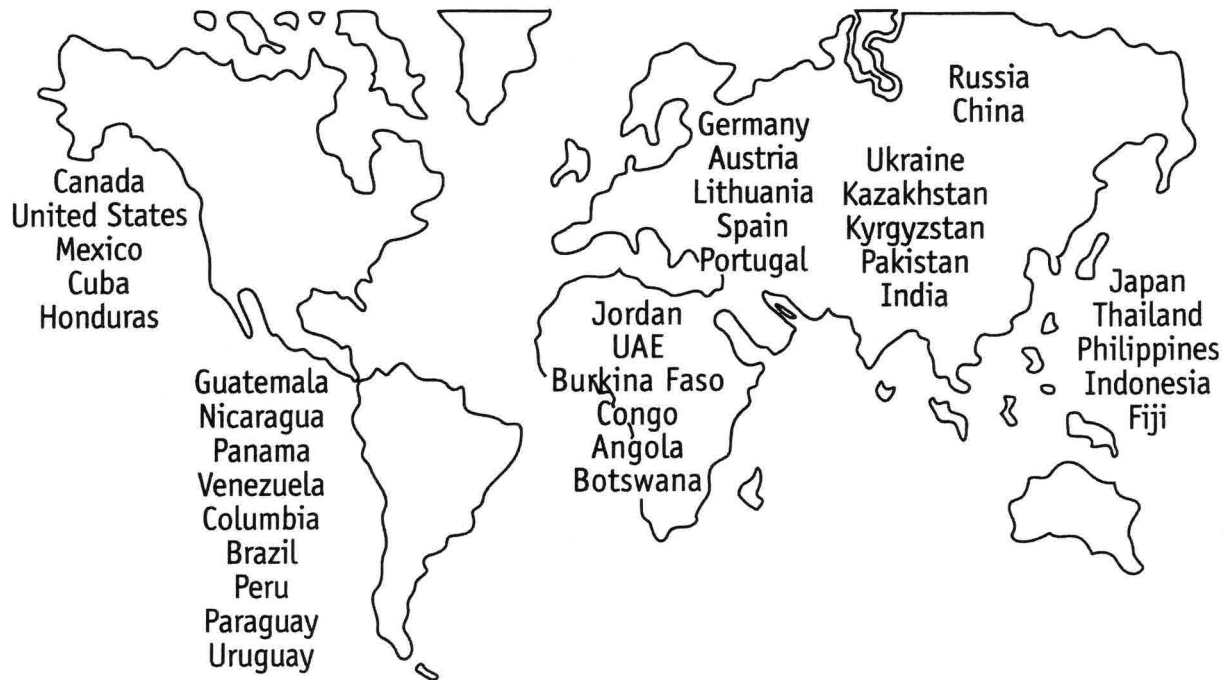 Canada
United States
Mexico
Cuba
Honduras
Guatemala
Nicaragua
Panama
Venezuela
Columbia
Brazil
Peru
Paraguay
Uruguay
Germany
Austria
Lithuania
Spain
Portugal
Jordan
UAE
Burkina Faso
Congo
Angola
Botswana
Russia
China
Ukraine
Kazakhstan
Kyrgyzstan
Pakistan
India
Japan
Thailand
Philippines
Indonesia
Fiji